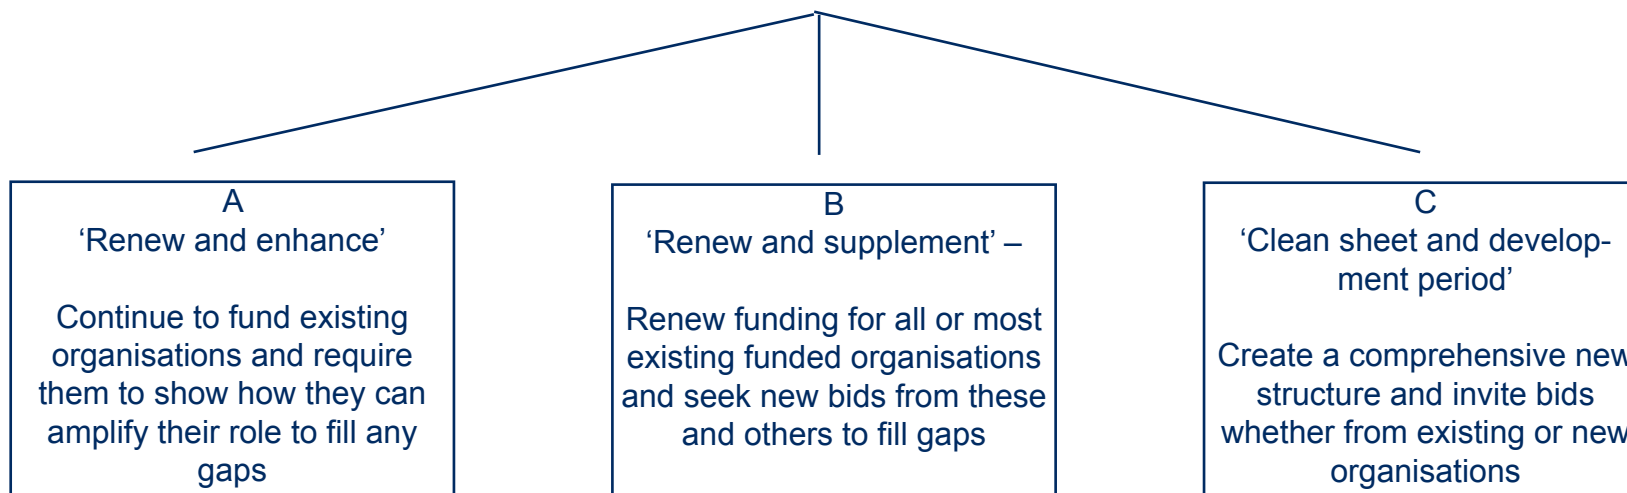 A
‘Renew and enhance’
Continue to fund existing
organisations and require
them to show how they can
amplify their role to fill any
gaps
B
‘Renew and supplement’ –
Renew funding for all or most
existing funded organisations
and seek new bids from these
and others to fill gaps
C
‘Clean sheet and develop-
ment period’
Create a comprehensive new
structure and invite bids
whether from existing or new
organisations